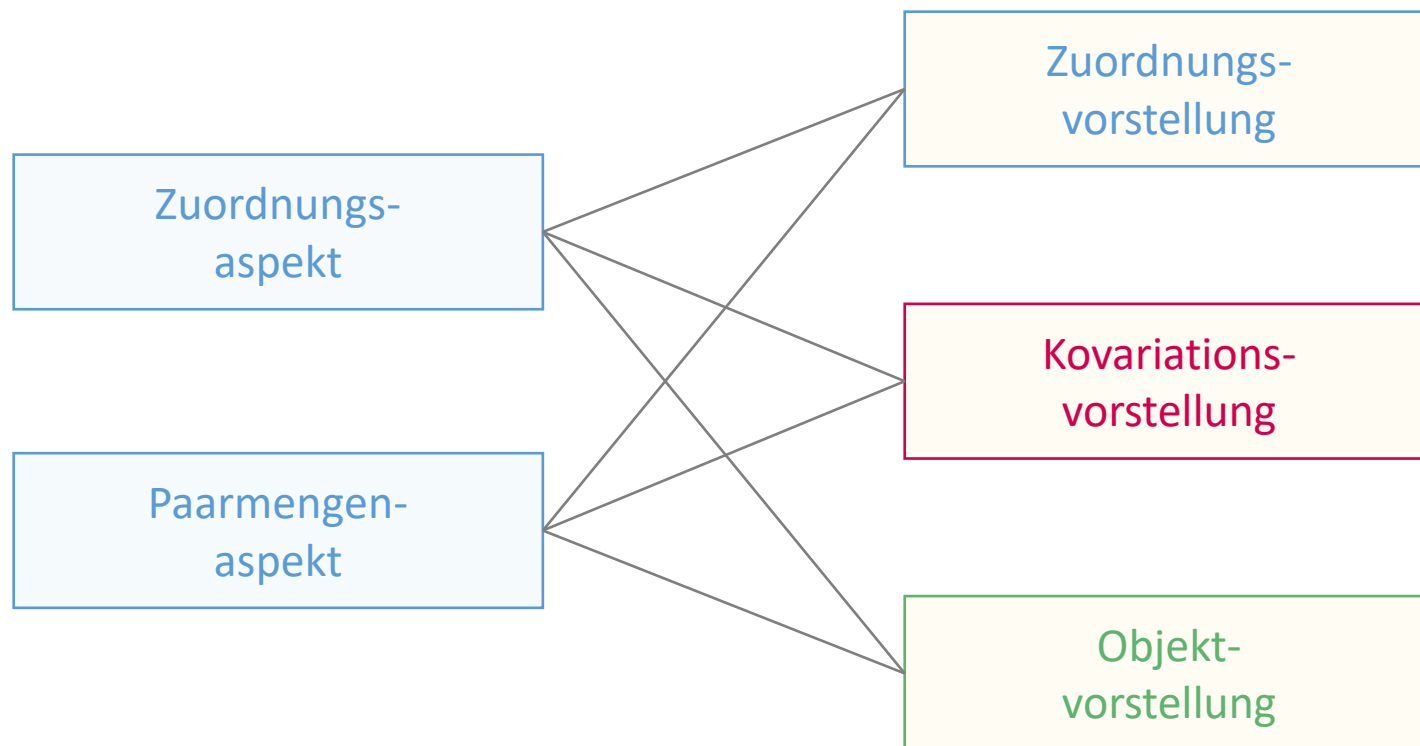 Zuordnungs-
aspekt
Paarmengen-
aspekt
Zuordnungs-
vorstellung
Kovariations-
vorstellung
Objekt-
vorstellung